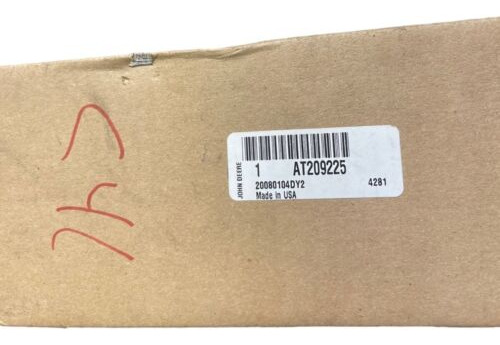 JOHN DEERE
1 AT209225
20080104DY2 4281
Made in USA